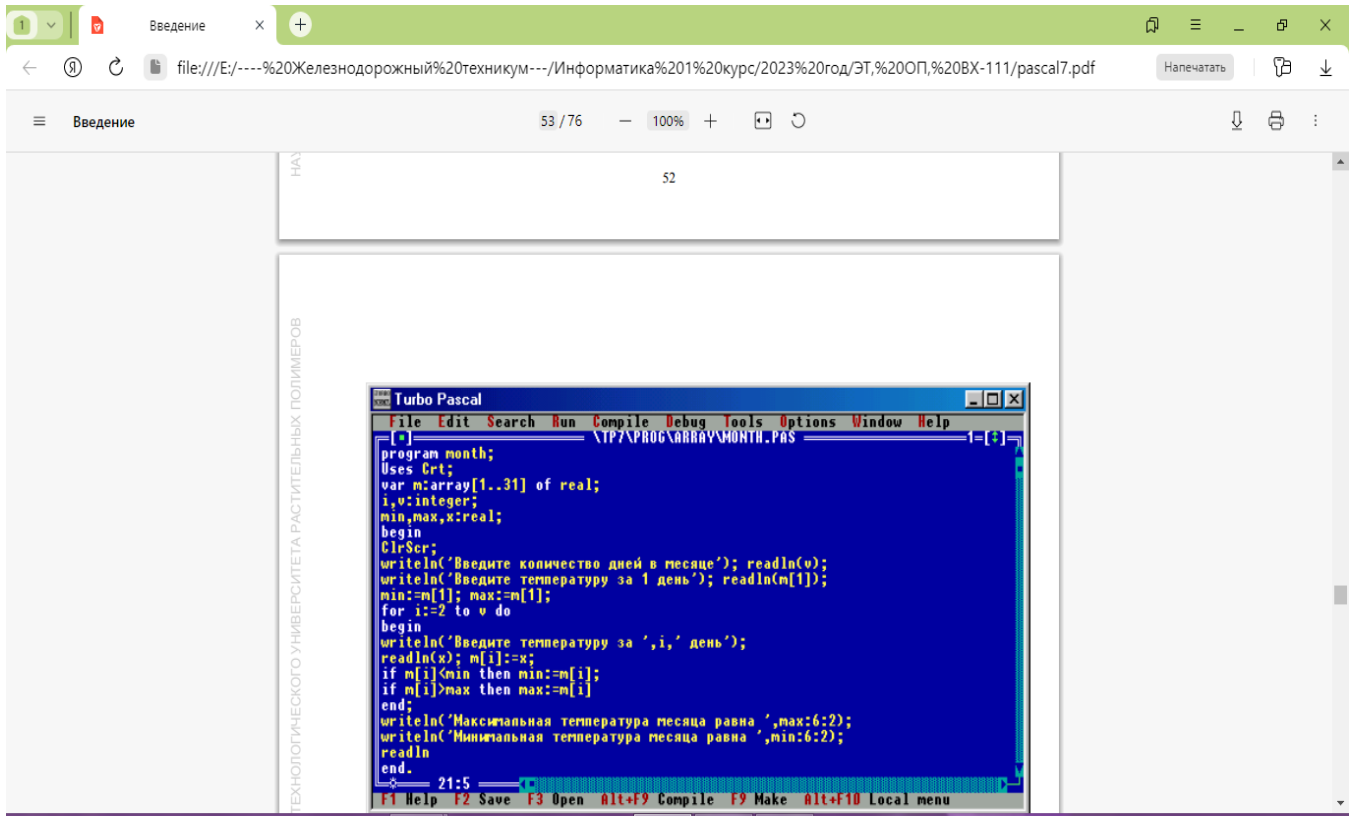 1 Введение
file:///E:/----%20Железнодорожный%20техникум---/Информатика%201%20курс/2023%20год/ЭТ,%20ОП,%20ВХ-111/pascal7.pdf Напечатать
Введение 53 / 76 — 100% +
НАУ
52
ТЕХНОЛОГИЧЕСКОГО УНИВЕРСИТЕТА РАСТИТЕЛЬНЫХ ПОЛИМЕРОВ
Turbo Pascal
File Edit Search Run Compile Debug Tools Options Window Help
\TP7\PROG\ARRAY\MONTH.PAS 1=[↕]
program month;
Uses Crt;
var m:array[1..31] of real;
i,v:integer;
min,max,x:real;
begin
ClrScr;
writeln('Введите количество дней в месяце'); readln(v);
writeln('Введите температуру за 1 день'); readln(m[1]);
min:=m[1]; max:=m[1];
for i:=2 to v do
begin
writeln('Введите температуру за ',i,' день');
readln(x); m[i]:=x;
if m[i]<min then min:=m[i];
if m[i]>max then max:=m[i]
end;
writeln('Максимальная температура месяца равна ',max:6:2);
writeln('Минимальная температура месяца равна ',min:6:2);
readln
end.
21:5
F1 Help F2 Save F3 Open Alt+F9 Compile F9 Make Alt+F10 Local menu